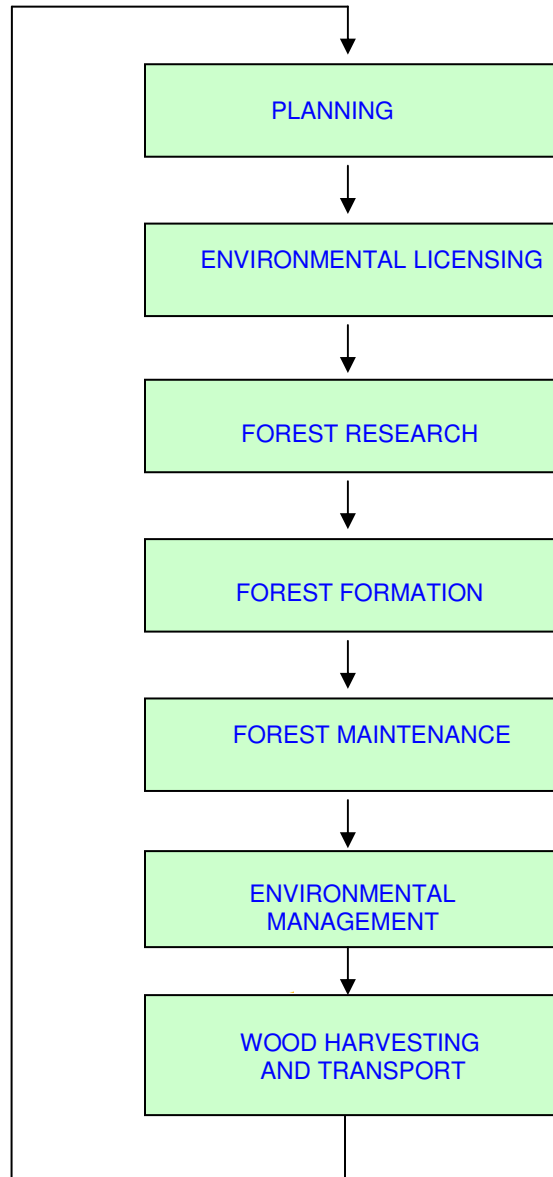 PLANNING
ENVIRONMENTAL LICENSING
FOREST RESEARCH
FOREST FORMATION
FOREST MAINTENANCE
ENVIRONMENTAL
MANAGEMENT
WOOD HARVESTING
AND TRANSPORT